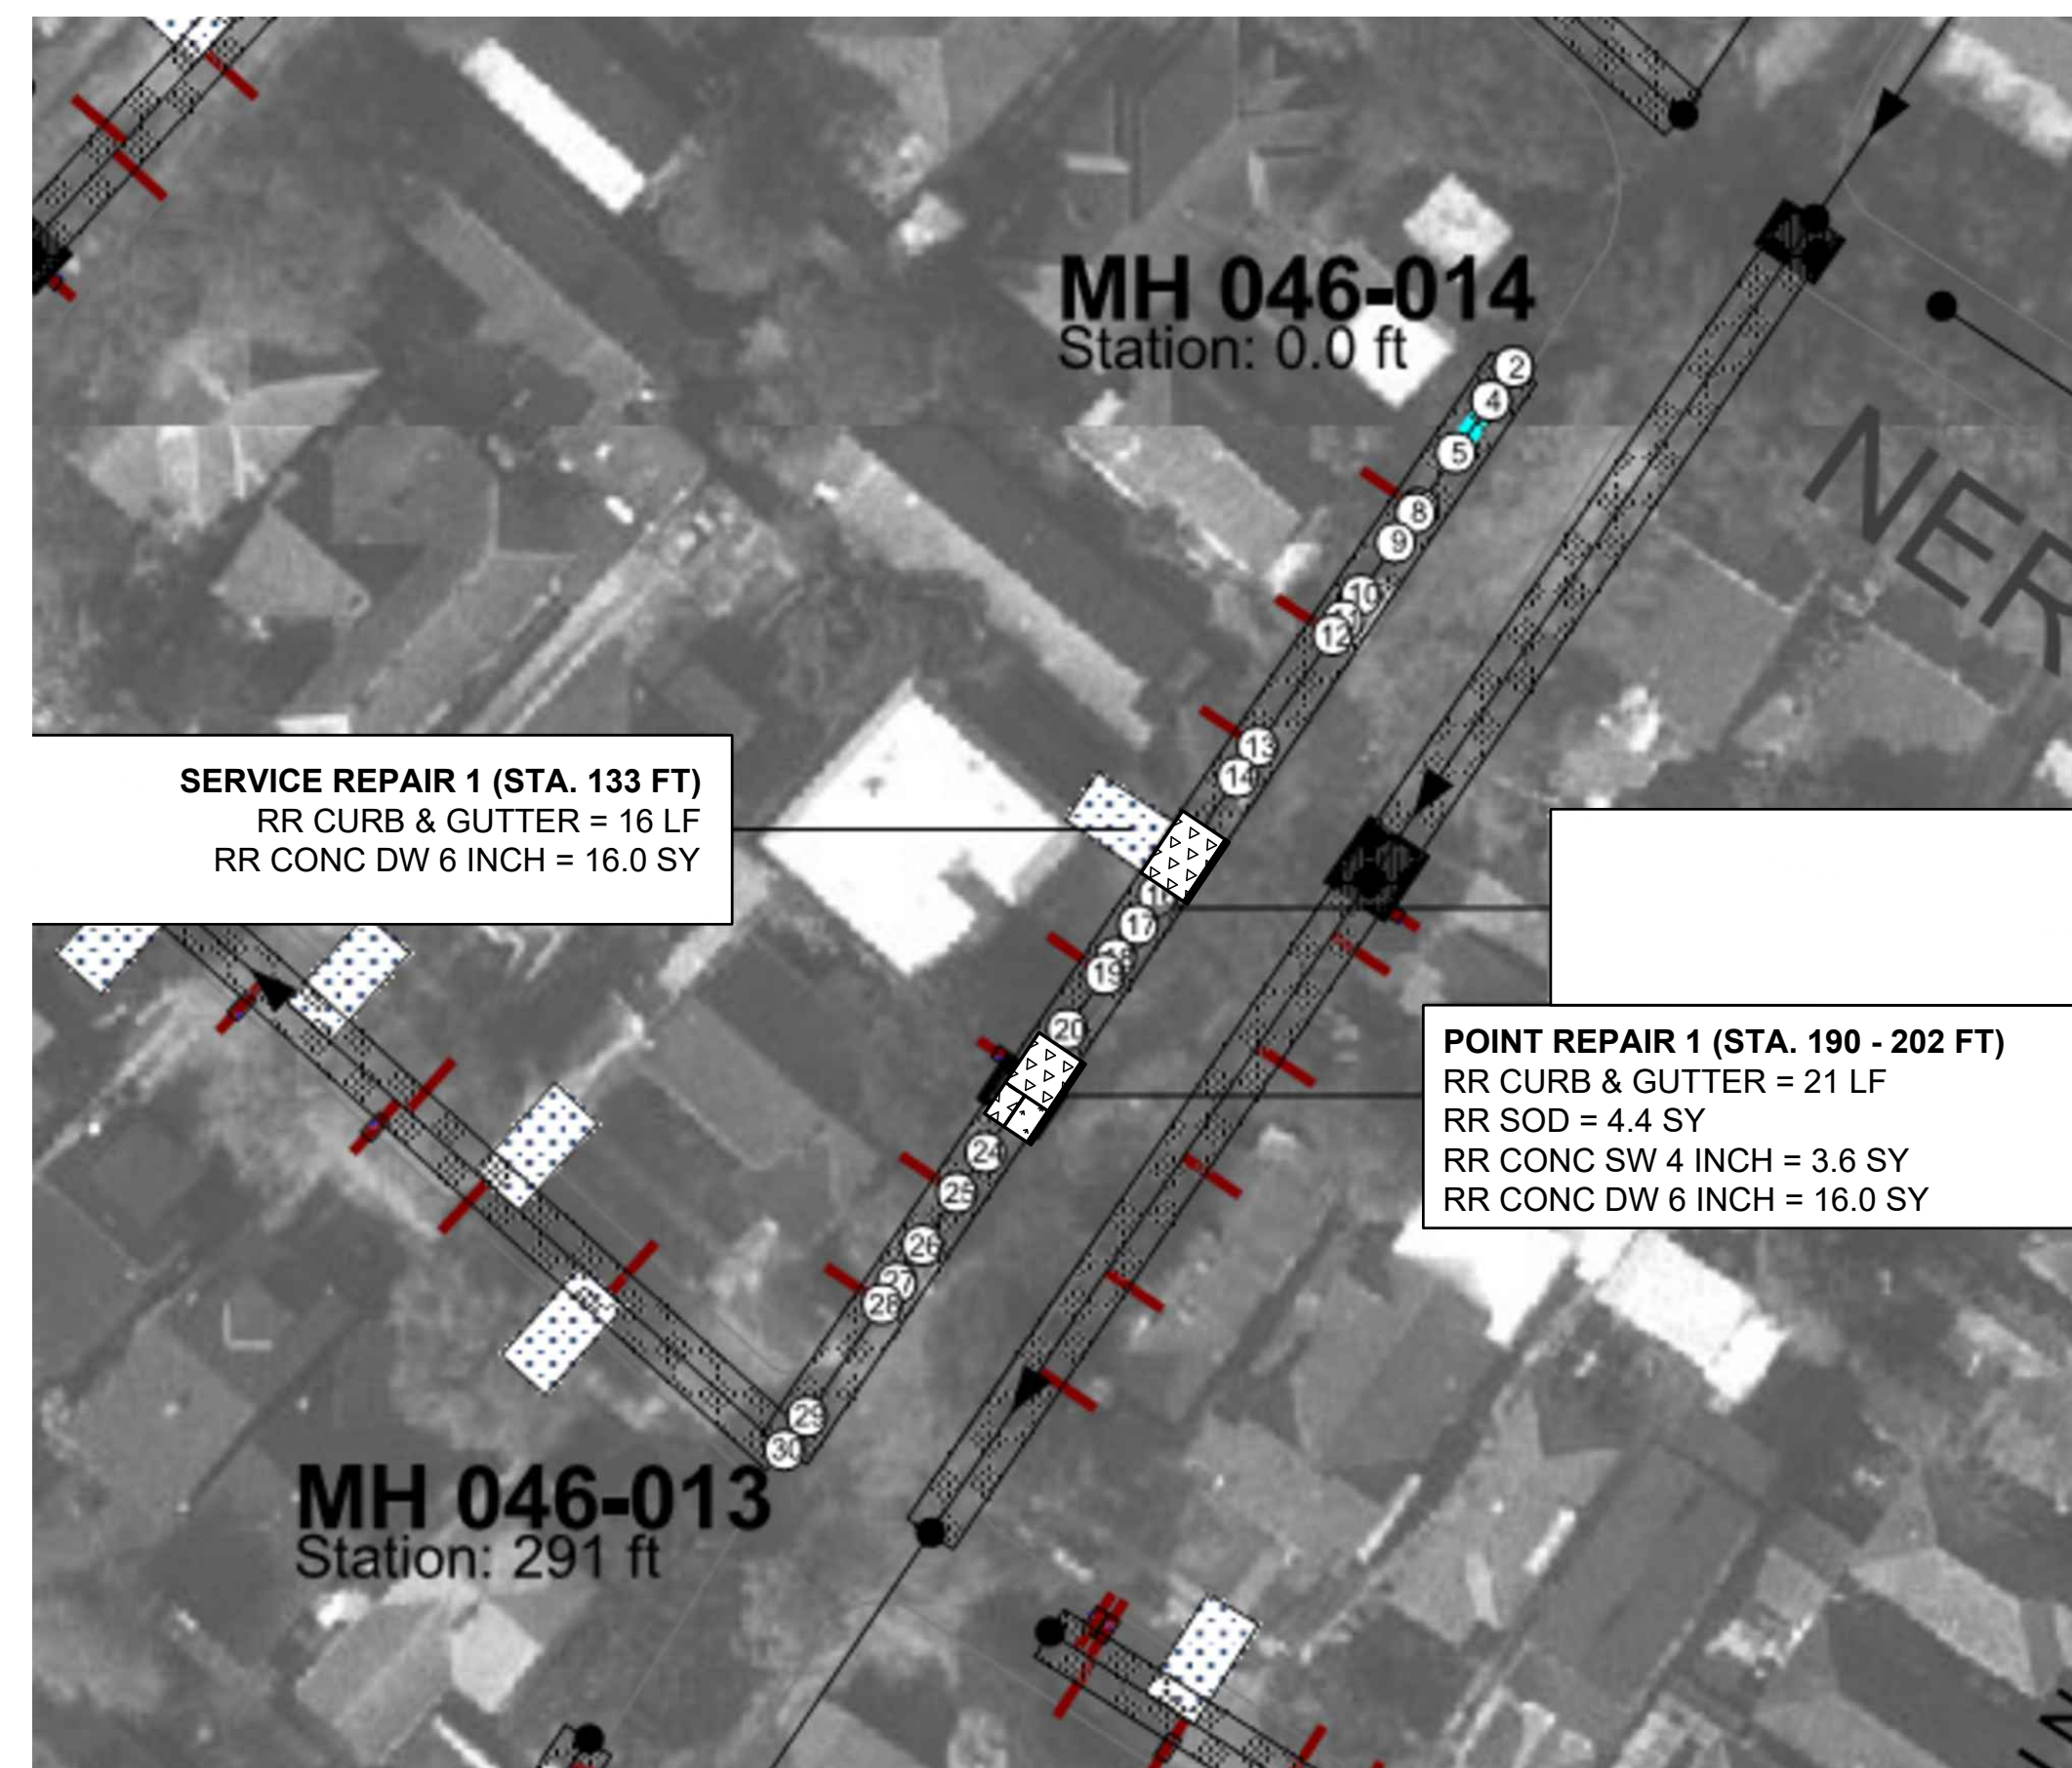 MH 046-014
Station: 0.0 ft
2
4
5
8
9
10
12
13
14
NER
SERVICE REPAIR 1 (STA. 133 FT)
RR CURB & GUTTER = 16 LF
RR CONC DW 6 INCH = 16.0 SY
17
19
20
POINT REPAIR 1 (STA. 190 - 202 FT)
RR CURB & GUTTER = 21 LF
RR SOD = 4.4 SY
RR CONC SW 4 INCH = 3.6 SY
RR CONC DW 6 INCH = 16.0 SY
24
25
26
27
28
29
30
MH 046-013
Station: 291 ft